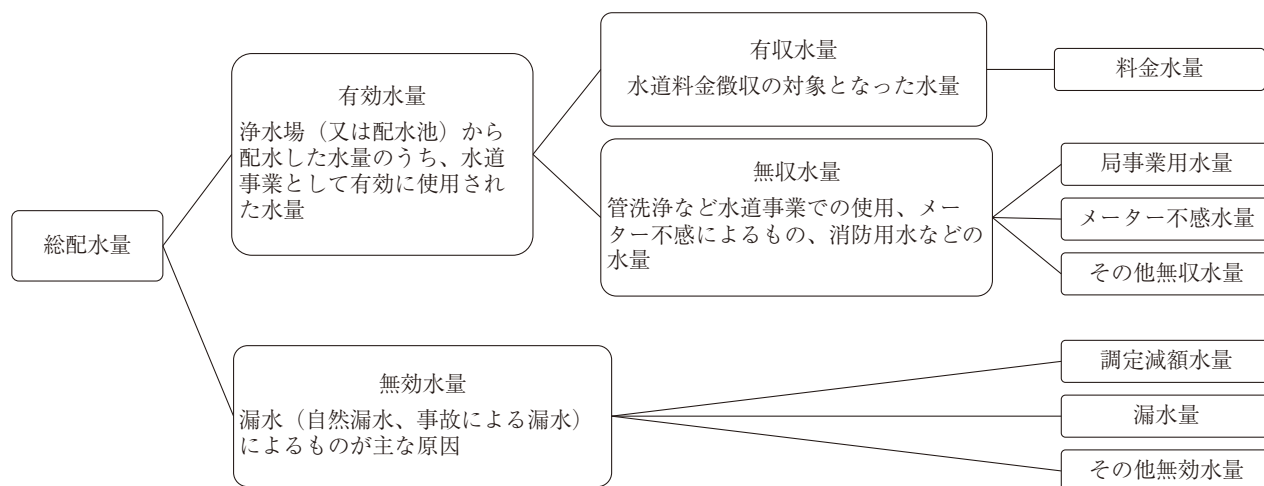 総配水量
有効水量
浄水場（又は配水池）から
配水した水量のうち、水道
事業として有効に使用され
た水量
有収水量
水道料金徴収の対象となった水量
料金水量
無収水量
管洗浄など水道事業での使用、メー
ター不感によるもの、消防用水などの
水量
局事業用水量
メーター不感水量
その他無収水量
無効水量
漏水（自然漏水、事故による漏水）
によるものが主な原因
調定減額水量
漏水量
その他無効水量